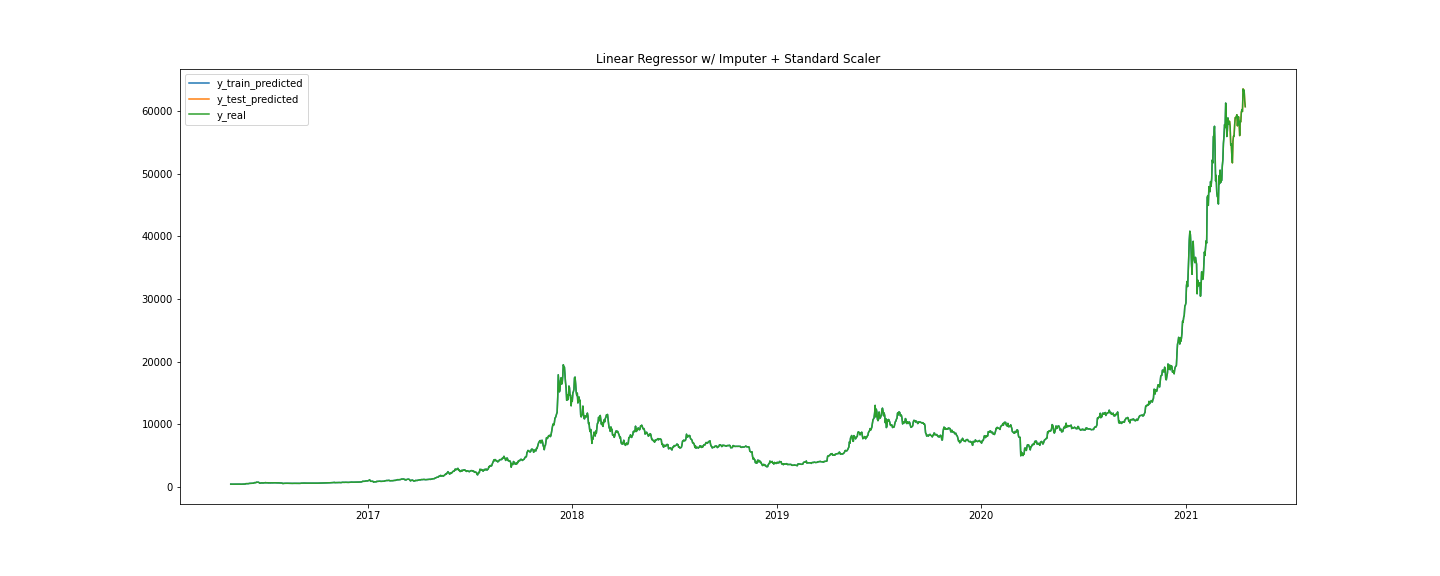 Linear Regressor w/ Imputer + Standard Scaler
y_train_predicted
y_test_predicted
y_real
60000
50000
40000
30000
20000
10000
0
2017 2018 2019 2020 2021